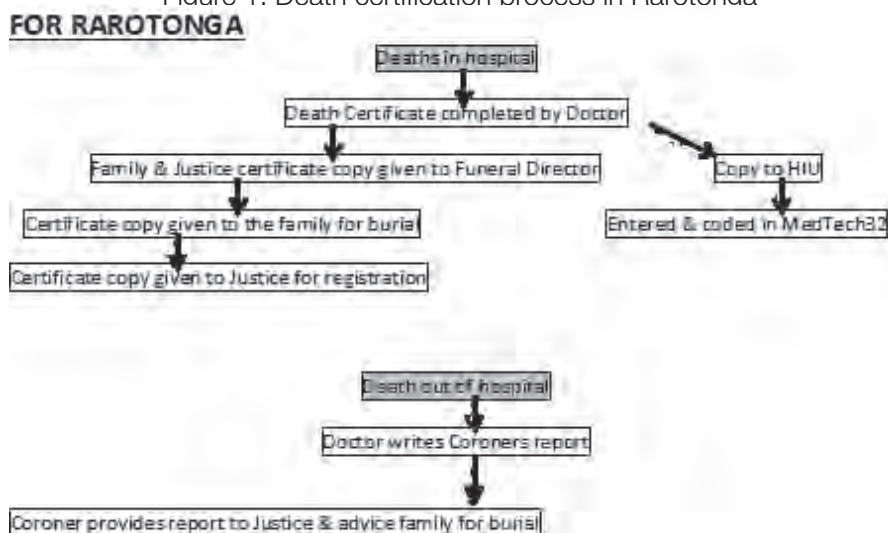 Figure 1: Death certification process in Rarotonga
FOR RAROTONGA
Deaths in hospital
Death Certificate completed by Doctor
Family & Justice certificate copy given to Funeral Director
Copy to HIU
Certificate copy given to the family for burial
Entered & coded in MedTech32
Certificate copy given to Justice for registration
Death out of hospital
Doctor writes Coroners report
Coroner provides report to Justice & advice family for burial